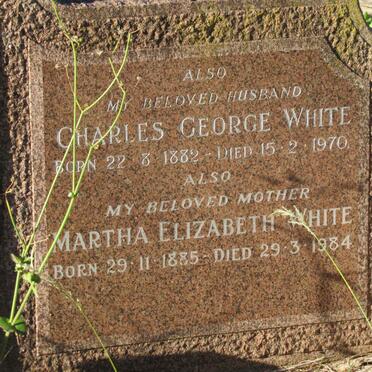 ALSO
MY BELOVED HUSBAND
CHARLES GEORGE WHITE
BORN 22·8·1882 - DIED 15·2·1970
ALSO
MY BELOVED MOTHER
MARTHA ELIZABETH WHITE
BORN 29·11·1885 - DIED 29·3·1984